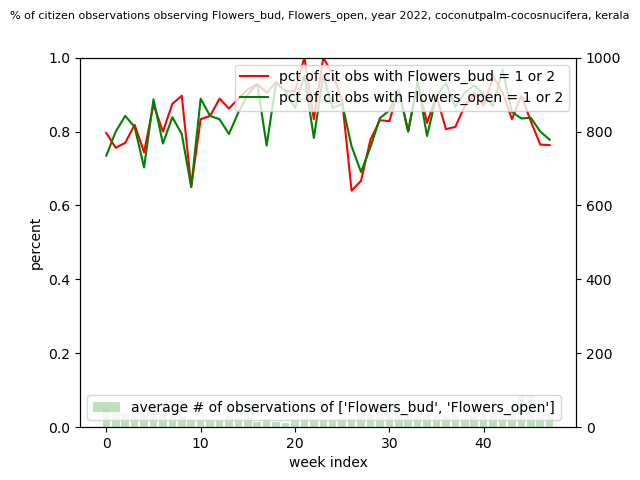 % of citizen observations observing Flowers_bud, Flowers_open, year 2022, coconutpalm-cocosnucifera, kerala
1.0
0.8
0.6
0.4
0.2
0.0
percent
1000
800
600
400
200
0
pct of cit obs with Flowers_bud = 1 or 2
pct of cit obs with Flowers_open = 1 or 2
average # of observations of ['Flowers_bud', 'Flowers_open']
0 10 20 30 40
week index